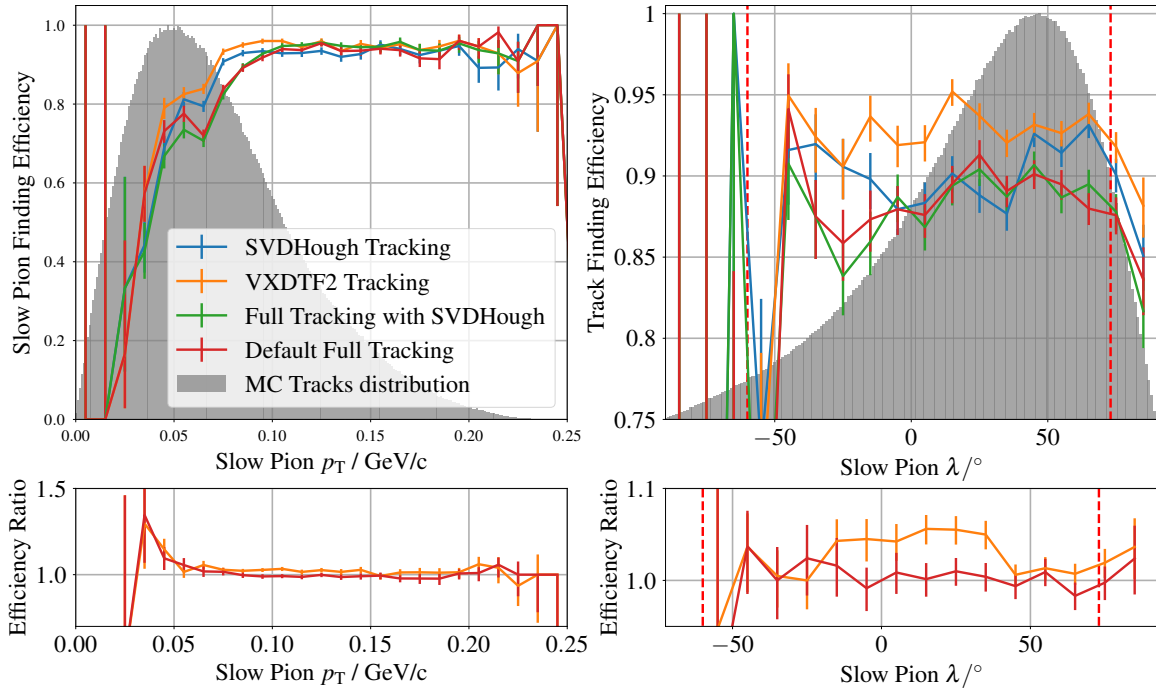 Slow Pion Finding Efficiency
1.0
0.8
0.6
0.4
0.2
0.0
SVDHough Tracking
VXDTF2 Tracking
Full Tracking with SVDHough
Default Full Tracking
MC Tracks distribution
0.00 0.05 0.10 0.15 0.20 0.25
Slow Pion pT / GeV/c
Track Finding Efficiency
1
0.95
0.9
0.85
0.8
0.75
−50 0 50
Slow Pion λ/°
Efficiency Ratio
1.5
1.0
0.00 0.05 0.10 0.15 0.20 0.25
Slow Pion pT / GeV/c
Efficiency Ratio
1.1
1.0
−50 0 50
Slow Pion λ/°